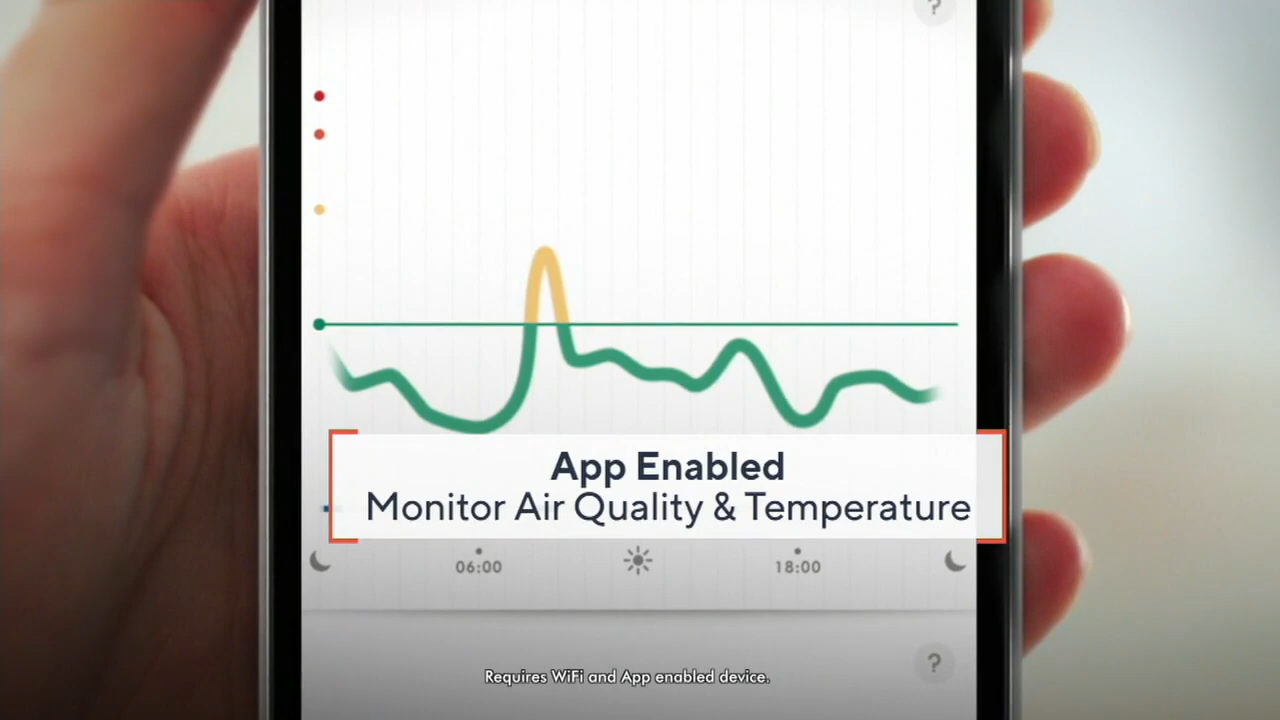 ?
App Enabled
Monitor Air Quality & Temperature
06:00
18:00
?
Requires WiFi and App enabled device.